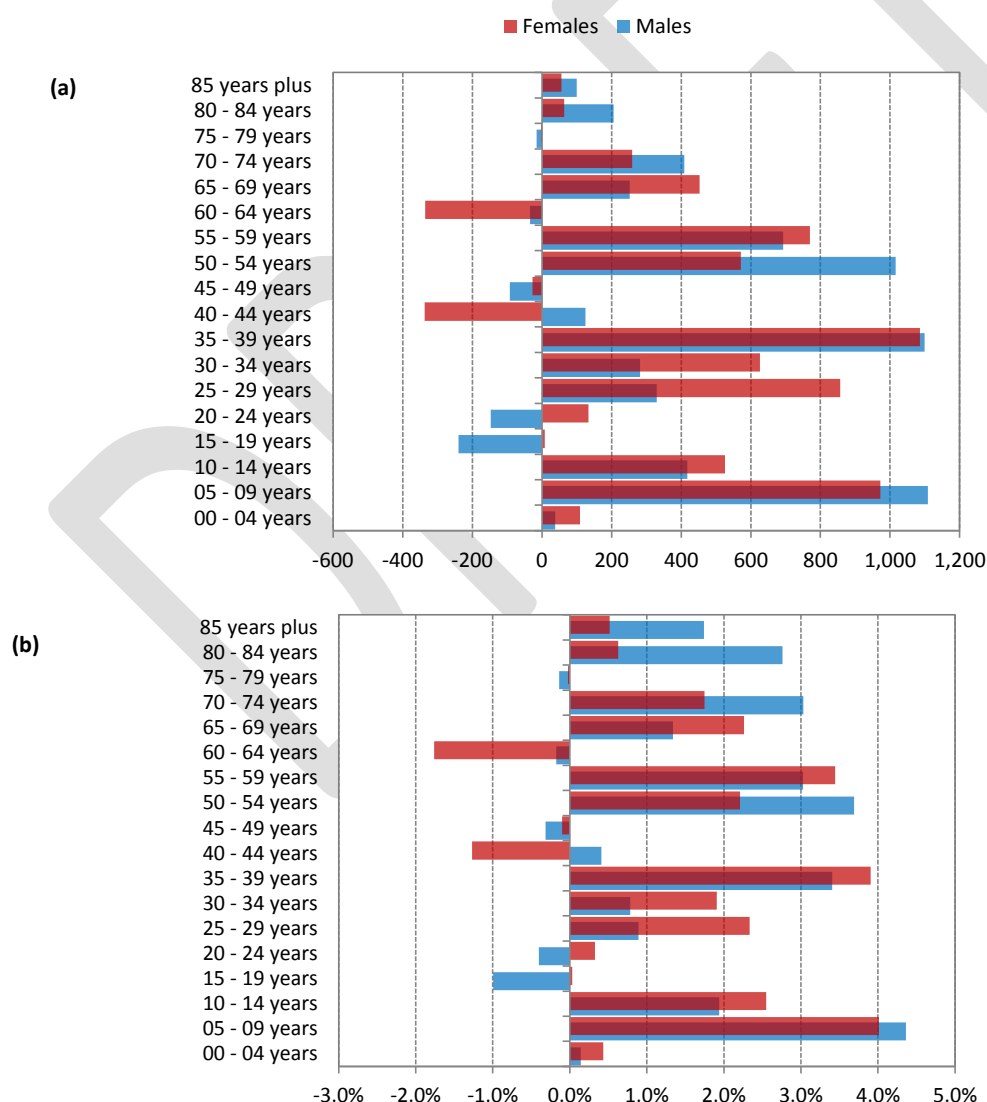 Females Males
(a)
85 years plus
80 - 84 years
75 - 79 years
70 - 74 years
65 - 69 years
60 - 64 years
55 - 59 years
50 - 54 years
45 - 49 years
40 - 44 years
35 - 39 years
30 - 34 years
25 - 29 years
20 - 24 years
15 - 19 years
10 - 14 years
05 - 09 years
00 - 04 years
-600 -400 -200 0 200 400 600 800 1,000 1,200
(b)
85 years plus
80 - 84 years
75 - 79 years
70 - 74 years
65 - 69 years
60 - 64 years
55 - 59 years
50 - 54 years
45 - 49 years
40 - 44 years
35 - 39 years
30 - 34 years
25 - 29 years
20 - 24 years
15 - 19 years
10 - 14 years
05 - 09 years
00 - 04 years
-3.0% -2.0% -1.0% 0.0% 1.0% 2.0% 3.0% 4.0% 5.0%